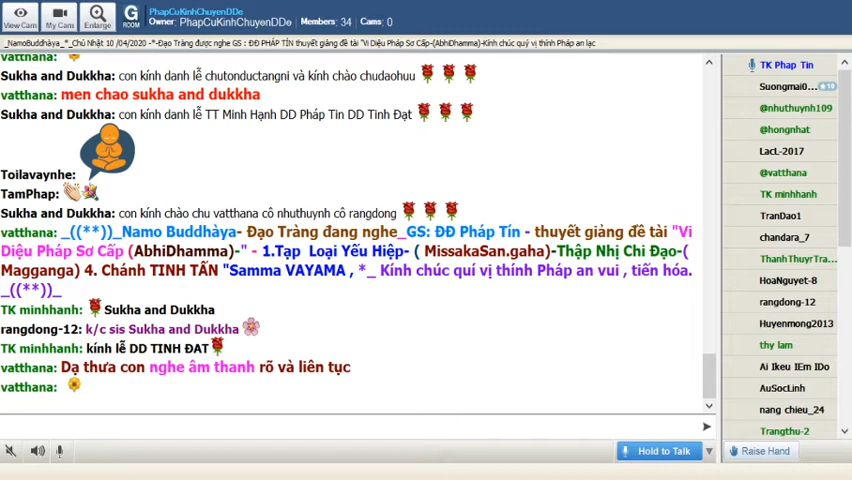 View Cam
My Cam
Enlarge
G
ROOM
PhapCuKinhChuyenDDe
Owner: PhapCuKinhChuyenDDe Members: 34 Cams: 0
_NamoBuddhàya_*_Chủ Nhật 10 /04/2020 -*-Đạo Tràng được nghe GS : ĐĐ PHÁP TÍN thuyết giảng đề tài "Vi Diệu Pháp Sơ Cấp-(AbhiDhamma)-Kính chúc quý vị thính Pháp an lạc
vatthana:
Sukha and Dukkha: con kính danh lễ chutonductangni và kính chào chudaohuu
vatthana: men chao sukha and dukkha
Sukha and Dukkha: con kính danh lễ TT Minh Hạnh DD Pháp Tin DD Tinh Đạt
Toilavaynhe:
TamPhap:
Sukha and Dukkha: con kính chào chu vatthana cô nhuthuynh cô rangdong
vatthana: _((**))_Namo Buddhàya- Đạo Tràng đang nghe_GS: ĐĐ Pháp Tín - thuyết giảng đề tài "Vi
Diệu Pháp Sơ Cấp (AbhiDhamma)-" - 1.Tạp Loại Yếu Hiệp- ( MissakaSan.gaha)-Thập Nhị Chi Đạo-(
Magganga) 4. Chánh TINH TẤN "Samma VAYAMA , *_ Kính chúc quí vị thính Pháp an vui , tiến hóa.
_((**))_
TK minhhanh: Sukha and Dukkha
rangdong-12: k/c sis Sukha and Dukkha
TK minhhanh: kính lễ DD TINH ĐAT
vatthana: Dạ thưa con nghe âm thanh rõ và liên tục
vatthana:
Hold to Talk
TK Phap Tin
Suongmai0... 10
@nhuthuynh109
@hongnhat
LacL-2017
@vatthana
TK minhhanh
TranDao1
chandara_7
ThanhThuyrTra...
HoaNguyet-8
rangdong-12
Huyenmong2013
thy lam
Ai Ikeu IEm IDo
AuSocLinh
nang chieu_24
Trangthu-2
Raise Hand